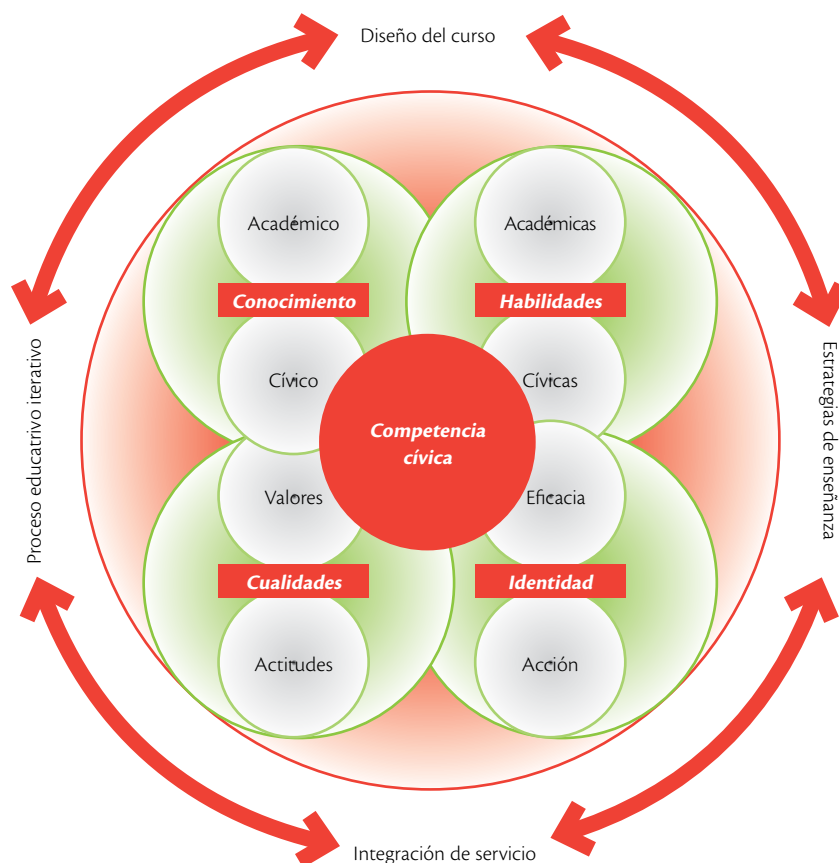 Diseño del curso
Académico
Académicas
Conocimiento
Habilidades
Cívico
Cívicas
Competencia
cívica
Proceso educatrivo iterativo
Estrategias de enseñanza
Valores
Eficacia
Cualidades
Identidad
Actitudes
Acción
Integración de servicio